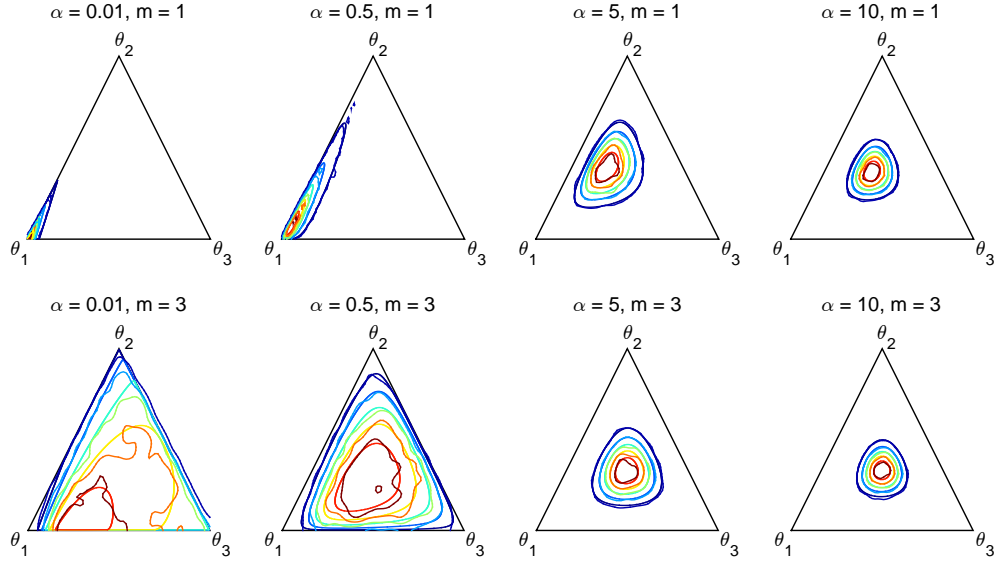 α = 0.01, m = 1
α = 0.5, m = 1
α = 5, m = 1
α = 10, m = 1
θ2
θ2
θ2
θ2
θ1
θ3
θ1
θ3
θ1
θ3
θ1
θ3
α = 0.01, m = 3
α = 0.5, m = 3
α = 5, m = 3
α = 10, m = 3
θ2
θ2
θ2
θ2
θ1
θ3
θ1
θ3
θ1
θ3
θ1
θ3